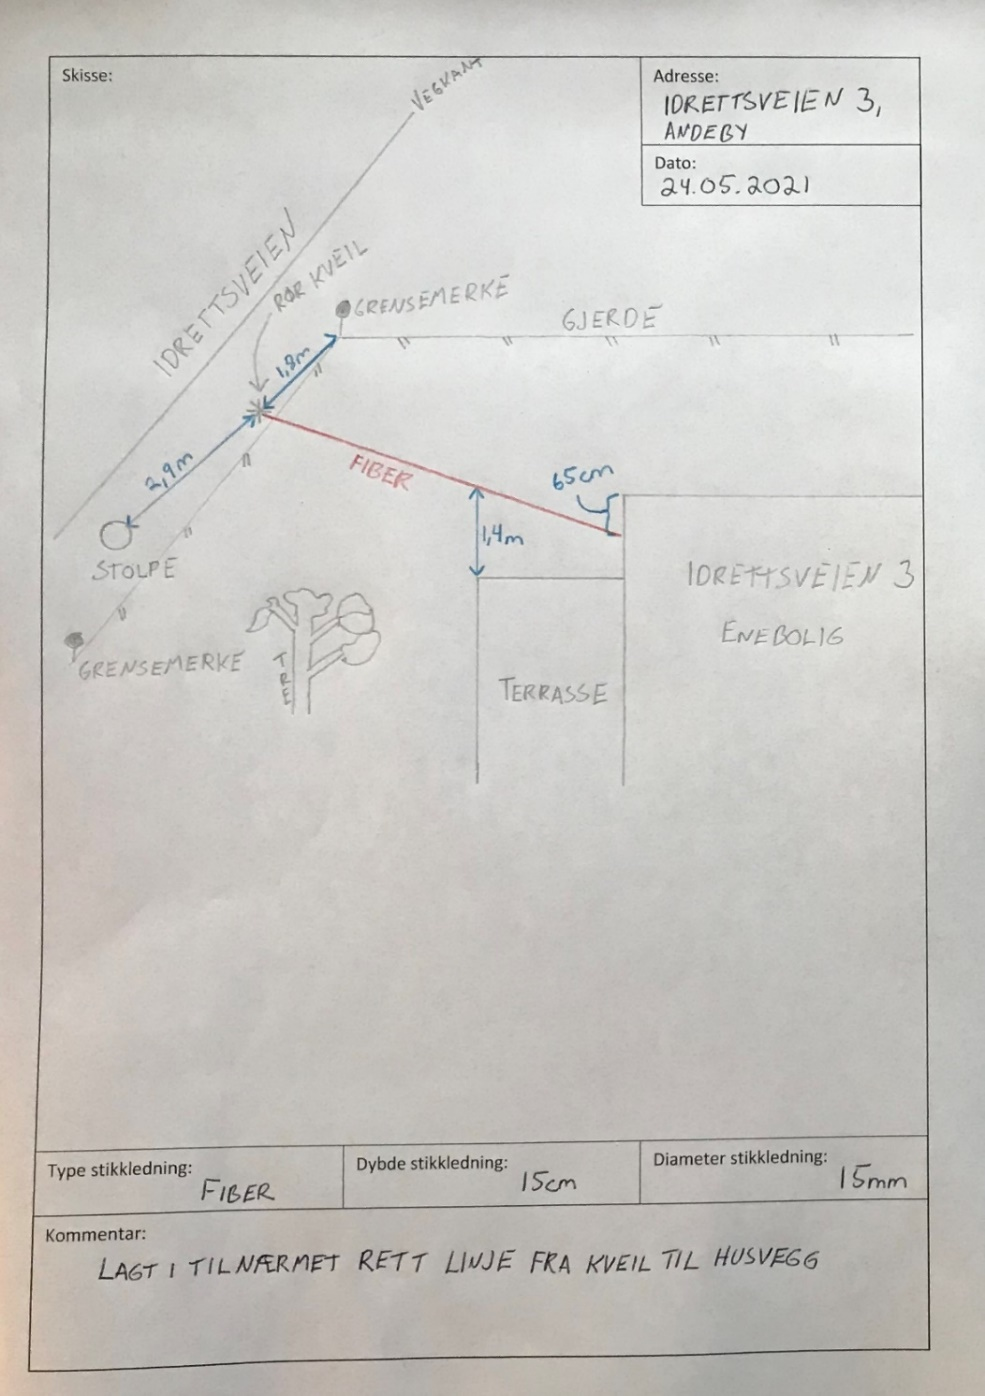 Skisse:
VEGKANT
Adresse:
IDRETTSVEIEN 3,
ANDEBY
Dato:
24.05.2021
IDRETTSVEIEN
RØR KVEIL
GRENSEMERKE
GJERDE
1,8m
2,9m
FIBER
65cm
1,4m
STOLPE
IDRETTSVEIEN 3
ENEBOLIG
GRENSEMERKE
TRE
TERRASSE
Type stikkledning:
FIBER
Dybde stikkledning:
15cm
Diameter stikkledning:
15mm
Kommentar:
LAGT I TILNÆRMET RETT LINJE FRA KVEIL TIL HUSVEGG